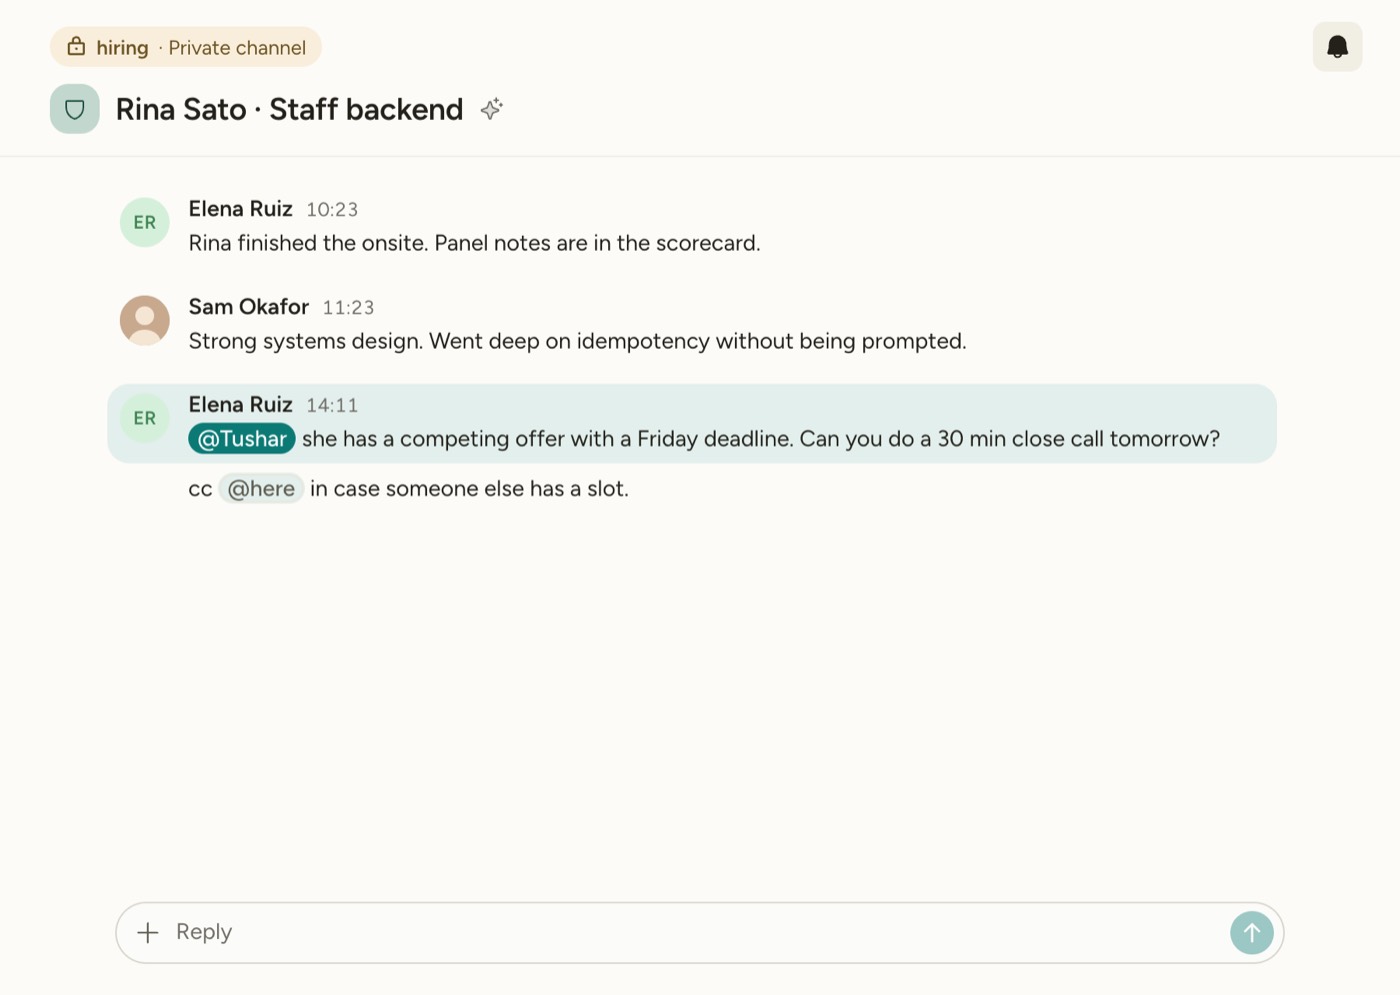 hiring · Private channel
Rina Sato · Staff backend
ER
Elena Ruiz 10:23
Rina finished the onsite. Panel notes are in the scorecard.
Sam Okafor 11:23
Strong systems design. Went deep on idempotency without being prompted.
ER
Elena Ruiz 14:11
@Tushar she has a competing offer with a Friday deadline. Can you do a 30 min close call tomorrow?
cc @here in case someone else has a slot.
Reply